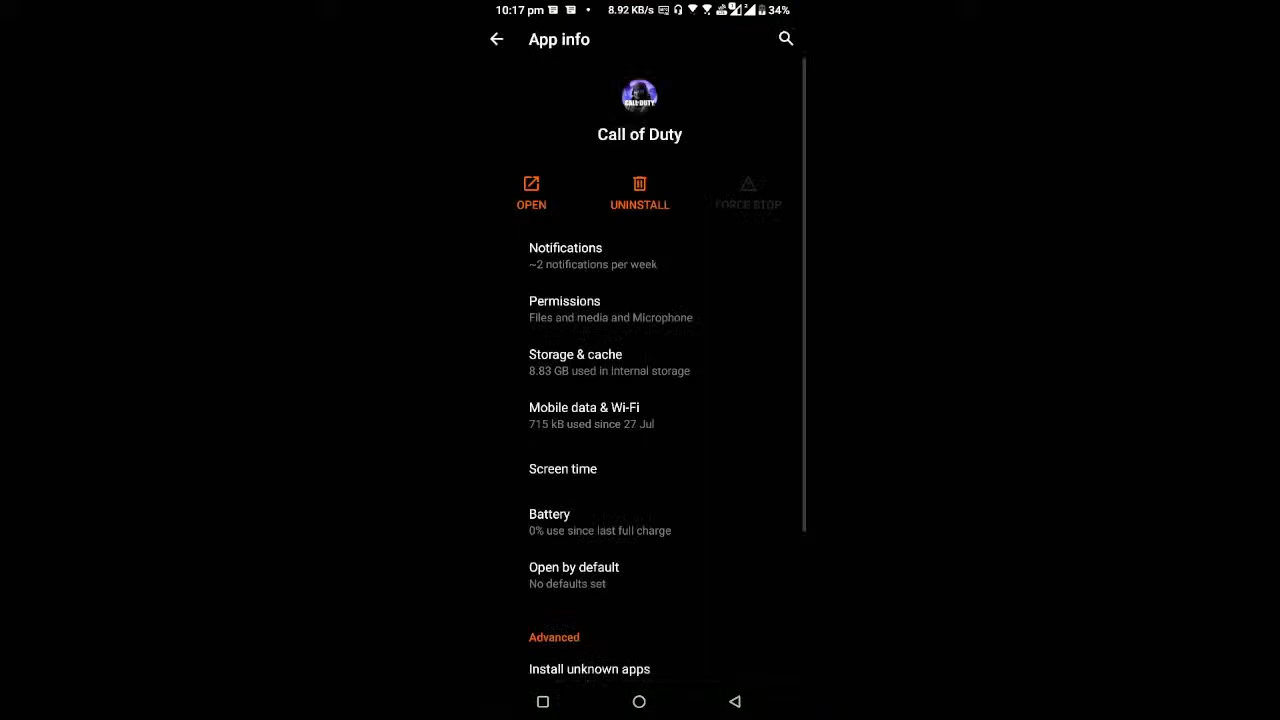 10:17 pm 8.92 KB/s 34%
App info
CALL DUTY
Call of Duty
OPEN UNINSTALL FORCE STOP
Notifications
~2 notifications per week
Permissions
Files and media and Microphone
Storage & cache
8.83 GB used in internal storage
Mobile data & Wi-Fi
715 kB used since 27 Jul
Screen time
Battery
0% use since last full charge
Open by default
No defaults set
Advanced
Install unknown apps